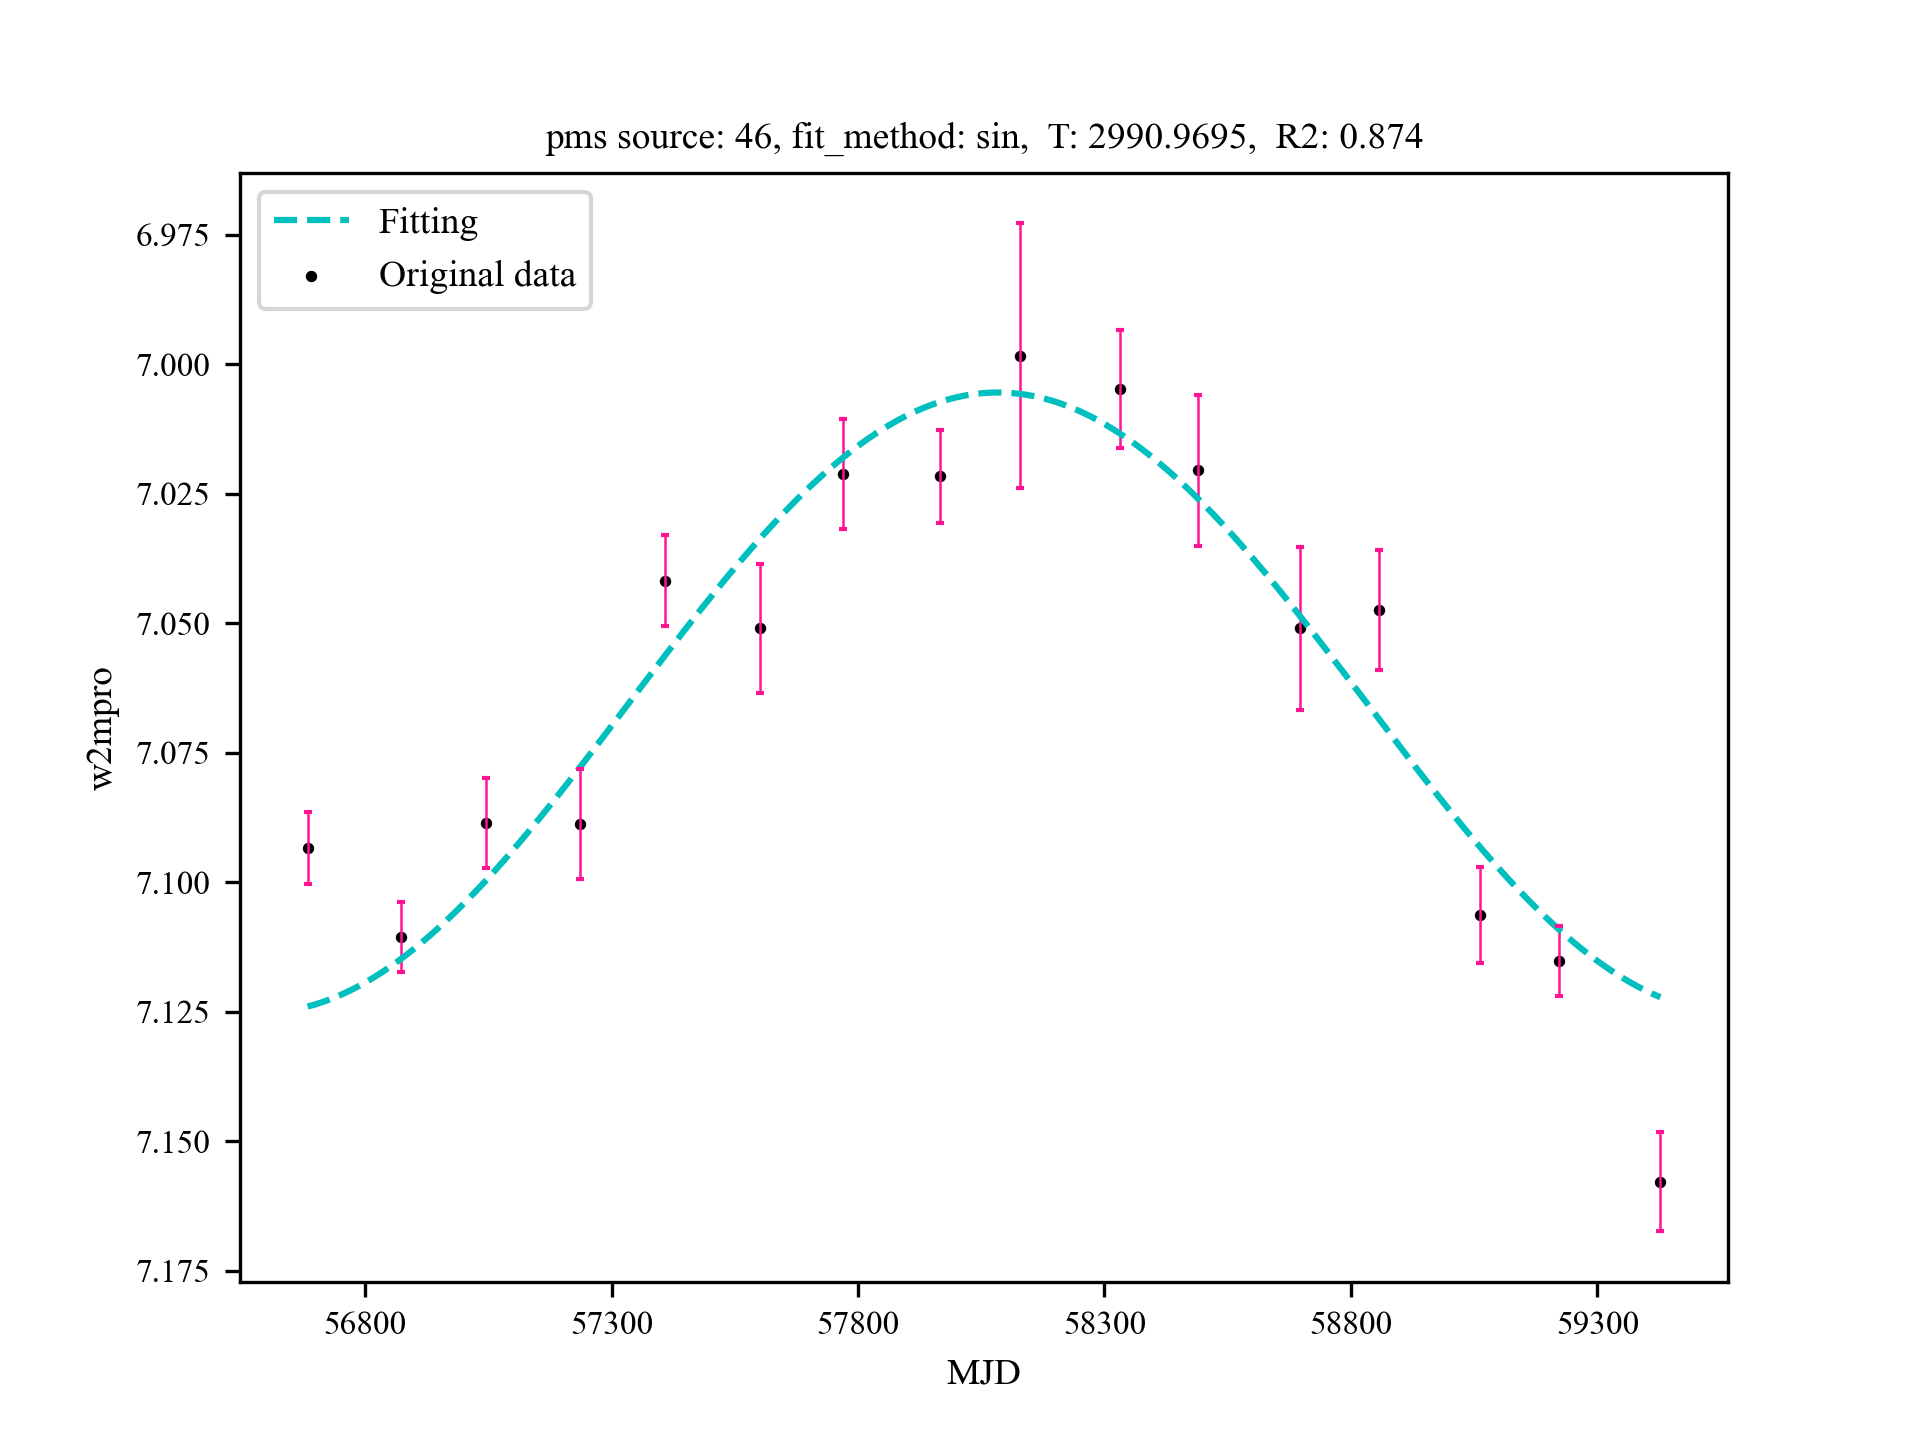 pms source: 46, fit_method: sin,  T: 2990.9695,  R2: 0.874
Fitting
Original data
6.975
7.000
7.025
7.050
7.075
7.100
7.125
7.150
7.175
w2mpro
56800 57300 57800 58300 58800 59300
MJD